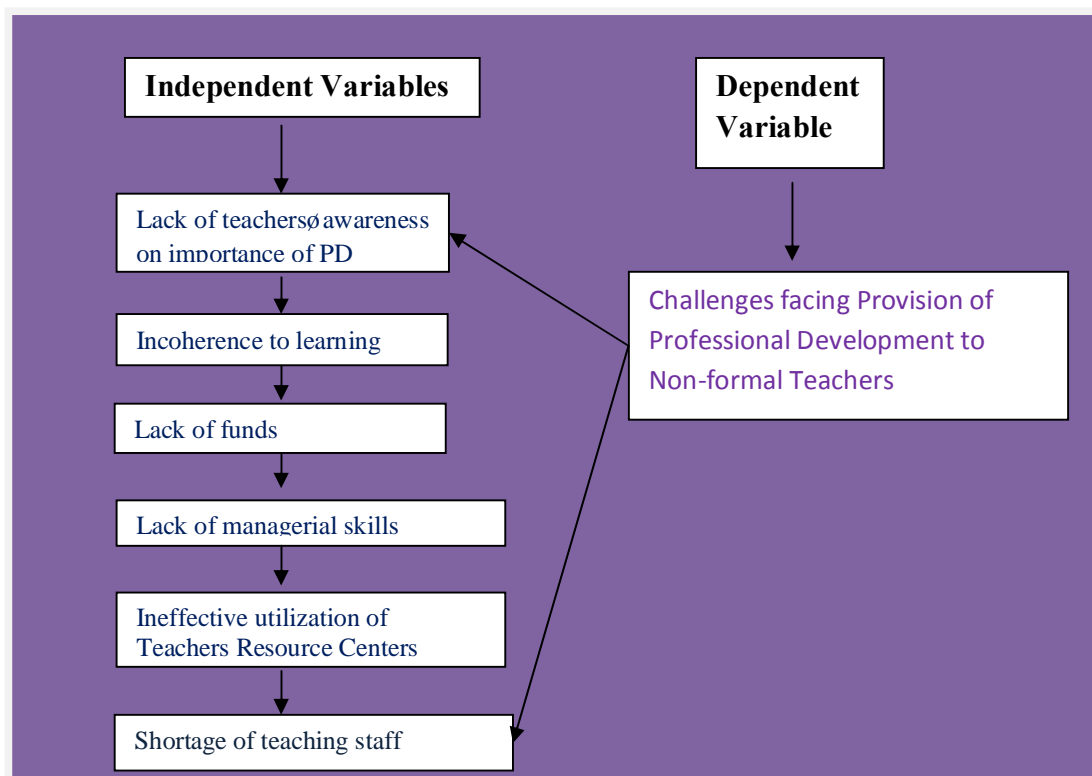 Independent Variables
Lack of teachersø awareness
on importance of PD
Incoherence to learning
Lack of funds
Lack of managerial skills
Ineffective utilization of
Teachers Resource Centers
Shortage of teaching staff
Dependent
Variable
Challenges facing Provision of
Professional Development to
Non-formal Teachers